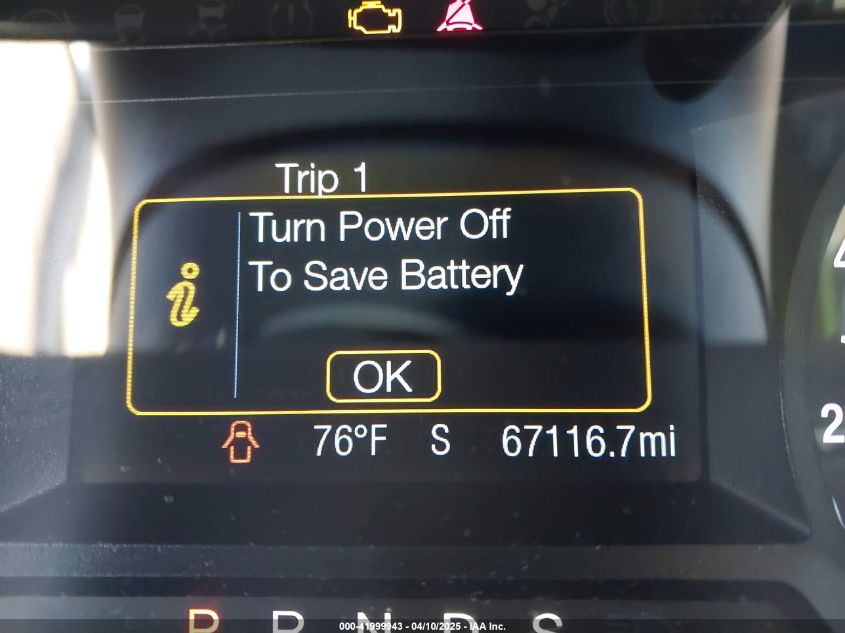 Trip 1
Turn Power Off
To Save Battery
OK
76°F S 67116.7mi
P R N D S
000-41999943 - 04/10/2025 - IAA Inc.